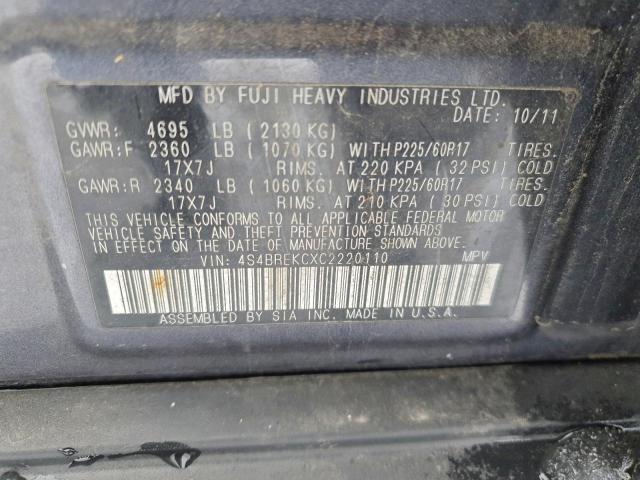 MFD BY FUJI HEAVY INDUSTRIES LTD.
DATE: 10/11
GVWR: 4695 LB (2130 KG)
GAWR:F 2360 LB (1070 KG) WITH P225/60R17 TIRES.
17X7J RIMS. AT 220 KPA ( 32 PSI) COLD
GAWR:R 2340 LB (1060 KG) WITH P225/60R17 TIRES.
17X7J RIMS. AT 210 KPA ( 30 PSI) COLD
THIS VEHICLE CONFORMS TO ALL APPLICABLE FEDERAL MOTOR
VEHICLE SAFETY AND THEFT PREVENTION STANDARDS
IN EFFECT ON THE DATE OF MANUFACTURE SHOWN ABOVE.
VIN: 4S4BREKCXC2220110 MPV
ASSEMBLED BY SIA INC. MADE IN U.S.A.